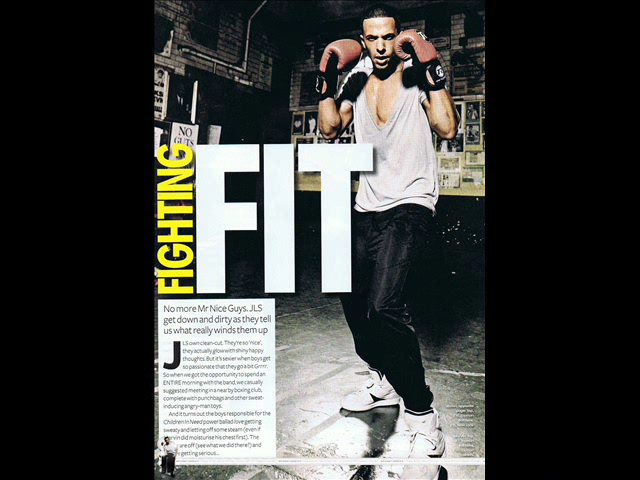 NO
GUTS
FIGHTING
FIT
No more Mr Nice Guys. JLS
get down and dirty as they tell
us what really winds them up
JLS own clean-cut. They're so 'nice',
they actually glow with shiny happy
thoughts. But it's sexier when boys get
so passionate that they go a bit Grrrr.
So when we got the opportunity to spend an
ENTIRE morning with the band, we casually
suggested meeting in a nearby boxing club,
complete with punchbags and other sweat-
inducing angry-man toys.
And it turns out the boys responsible for the
Children In Need power ballad love getting
sweaty and letting off some steam (even if
did moisturise his chest first). The
are off (see what we did there?) and
getting serious...